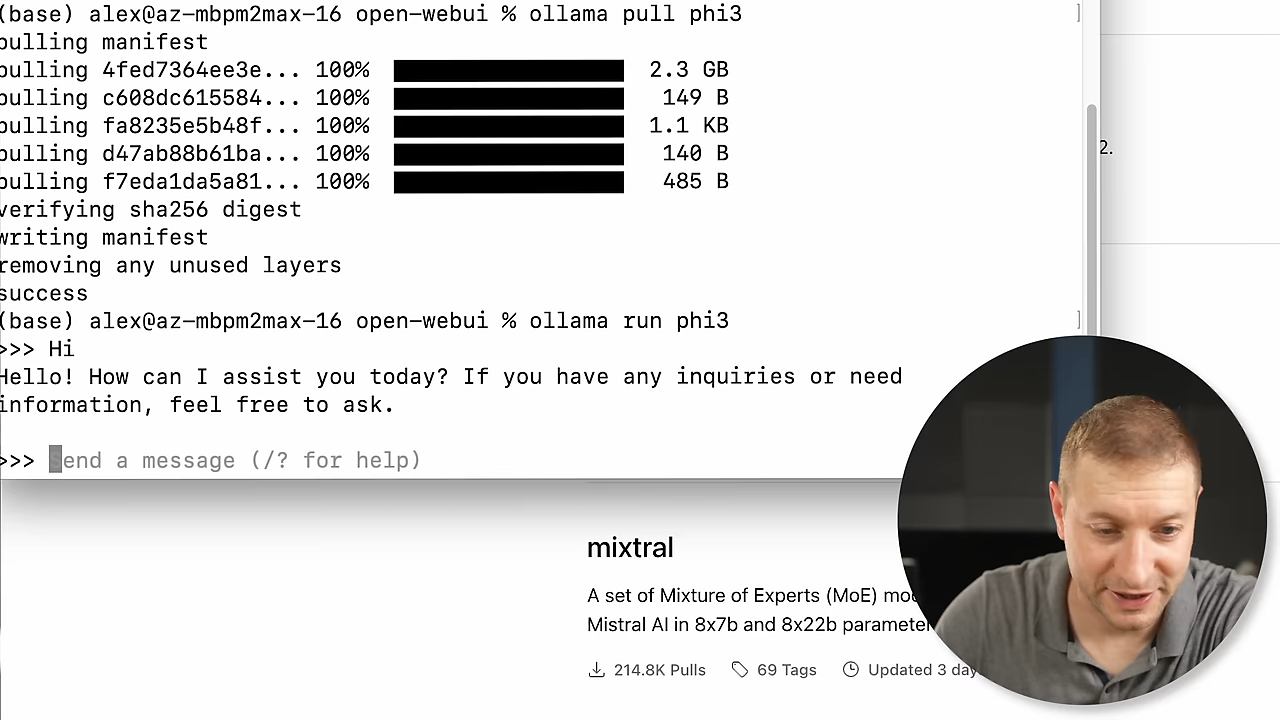 (base) alex@az-mbpm2max-16 open-webui % ollama pull phi3
pulling manifest
pulling 4fed7364ee3e... 100% 2.3 GB
pulling c608dc615584... 100% 149 B
pulling fa8235e5b48f... 100% 1.1 KB
pulling d47ab88b61ba... 100% 140 B
pulling f7eda1da5a81... 100% 485 B
verifying sha256 digest
writing manifest
removing any unused layers
success
(base) alex@az-mbpm2max-16 open-webui % ollama run phi3
>>> Hi
Hello! How can I assist you today? If you have any inquiries or need
information, feel free to ask.
>>> Send a message (/? for help)
2.
mixtral
A set of Mixture of Experts (MoE)
Mistral AI in 8x7b and 8x22b
214.8K Pulls 69 Tags Updated 3